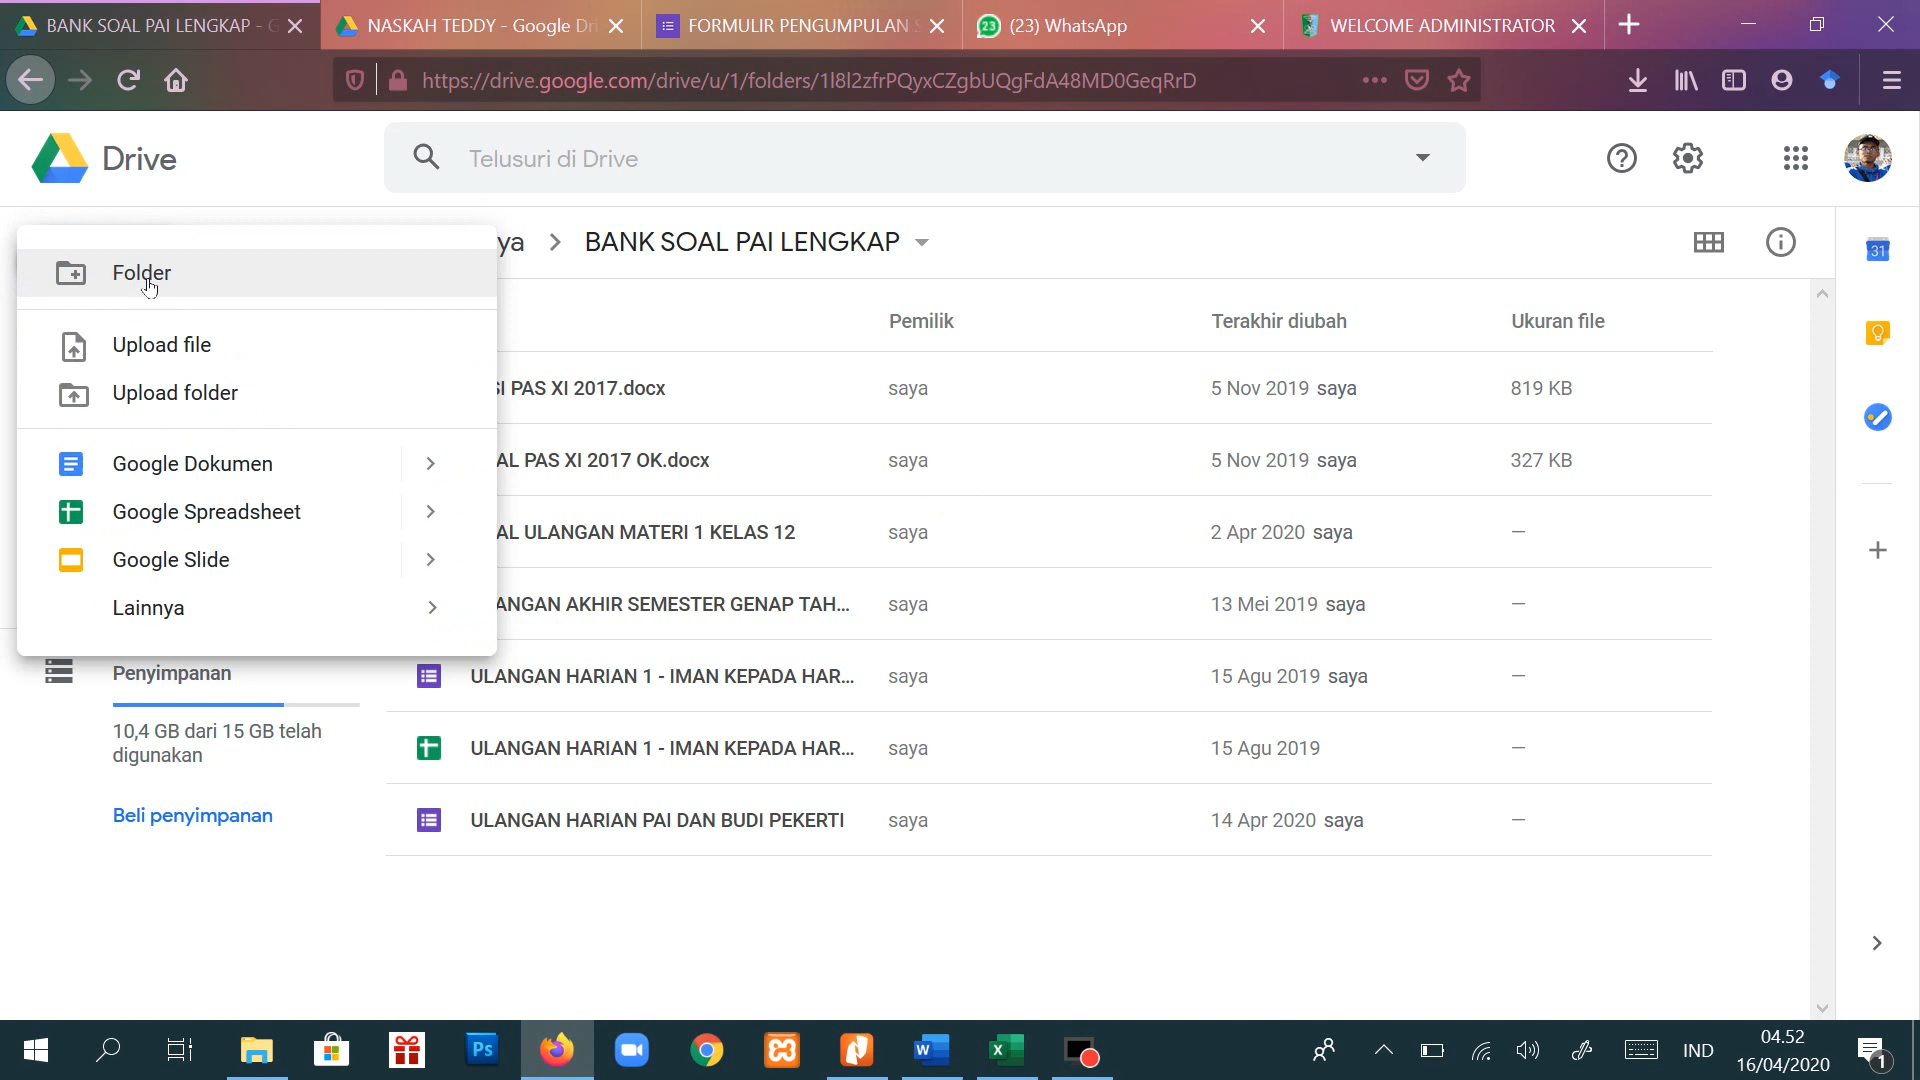 BANK SOAL PAI LENGKAP - G
NASKAH TEDDY - Google Dri
FORMULIR PENGUMPULAN S
23
(23) WhatsApp
WELCOME ADMINISTRATOR
https://drive.google.com/drive/u/1/folders/1l8l2zfrPQyxCZgbUQgFdA48MD0GeqRrD
Drive
Telusuri di Drive
ya > BANK SOAL PAI LENGKAP
31
Folder
Upload file
Upload folder
Google Dokumen
Google Spreadsheet
Google Slide
Lainnya
Penyimpanan
10,4 GB dari 15 GB telah
digunakan
Beli penyimpanan
Pemilik Terakhir diubah Ukuran file
SI PAS XI 2017.docx saya 5 Nov 2019 saya 819 KB
AL PAS XI 2017 OK.docx saya 5 Nov 2019 saya 327 KB
AL ULANGAN MATERI 1 KELAS 12 saya 2 Apr 2020 saya —
ANGAN AKHIR SEMESTER GENAP TAH... saya 13 Mei 2019 saya —
ULANGAN HARIAN 1 - IMAN KEPADA HAR... saya 15 Agu 2019 saya —
ULANGAN HARIAN 1 - IMAN KEPADA HAR... saya 15 Agu 2019 —
ULANGAN HARIAN PAI DAN BUDI PEKERTI saya 14 Apr 2020 saya —
Ps
W
X
IND
04.52
16/04/2020
1